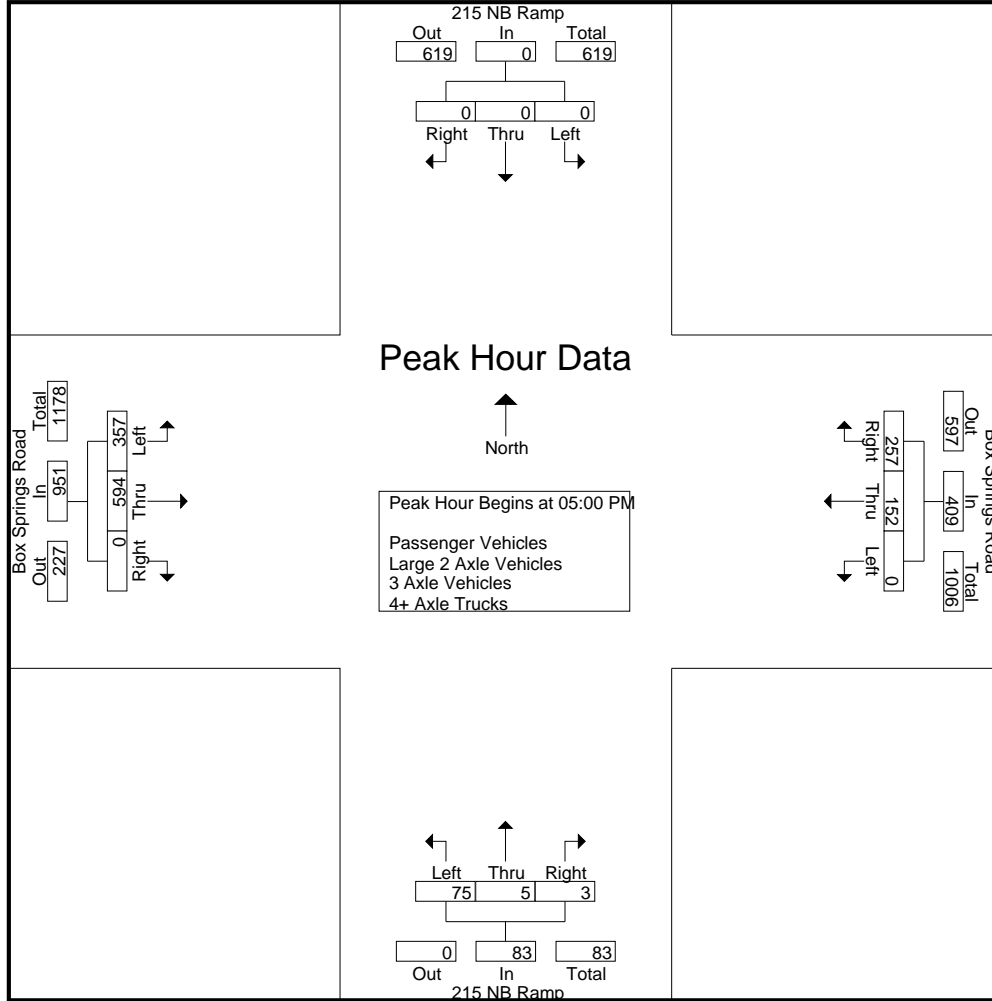 215 NB Ramp
Out In Total
619 0 619
0 0 0
Right Thru Left
Peak Hour Data
North
Peak Hour Begins at 05:00 PM
Passenger Vehicles
Large 2 Axle Vehicles
3 Axle Vehicles
4+ Axle Trucks
Box Springs Road
Out In Total
227 951 1178
Left Thru Right
357 594 0
Box Springs Road
Out In Total
597 409 1006
Right Thru Left
257 152 0
Left Thru Right
75 5 3
0 83 83
Out In Total
215 NB Ramp